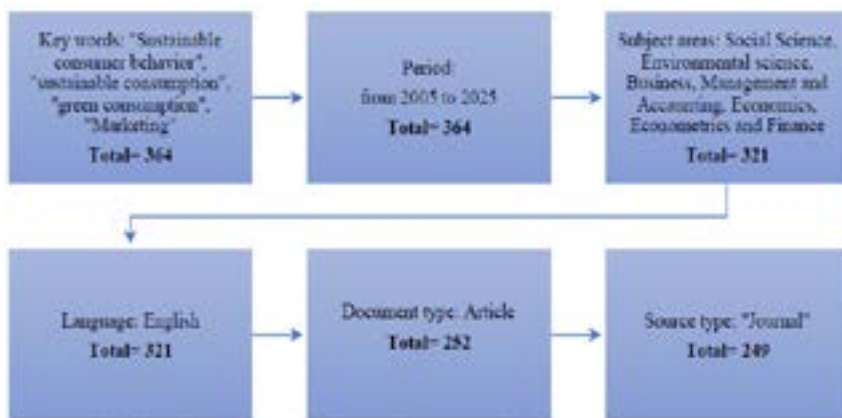 Key words: "Sustainable
consumer behavior",
"sustainable consumption",
"green consumption",
"Marketing"
Total= 364
Period:
from 2005 to 2025
Total= 364
Subject areas: Social Science,
Environmental science,
Business, Management and
Accounting, Economics,
Econometrics and Finance
Total= 321
Language: English
Total= 321
Document type: Article
Total= 252
Source type: "Journal"
Total= 249